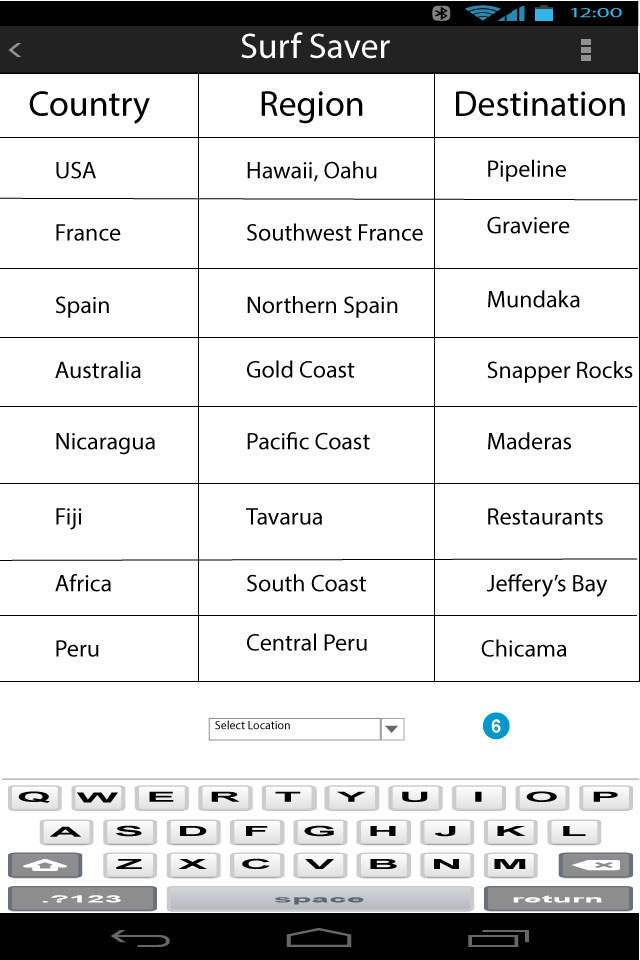 12:00
Surf Saver
Country Region Destination
USA Hawaii, Oahu Pipeline
France Southwest France Graviere
Spain Northern Spain Mundaka
Australia Gold Coast Snapper Rocks
Nicaragua Pacific Coast Maderas
Fiji Tavarua Restaurants
Africa South Coast Jeffery’s Bay
Peru Central Peru Chicama
Select Location 6
Q W E R T Y U I O P
A S D F G H J K L
Z X C V B N M
.?123 space return